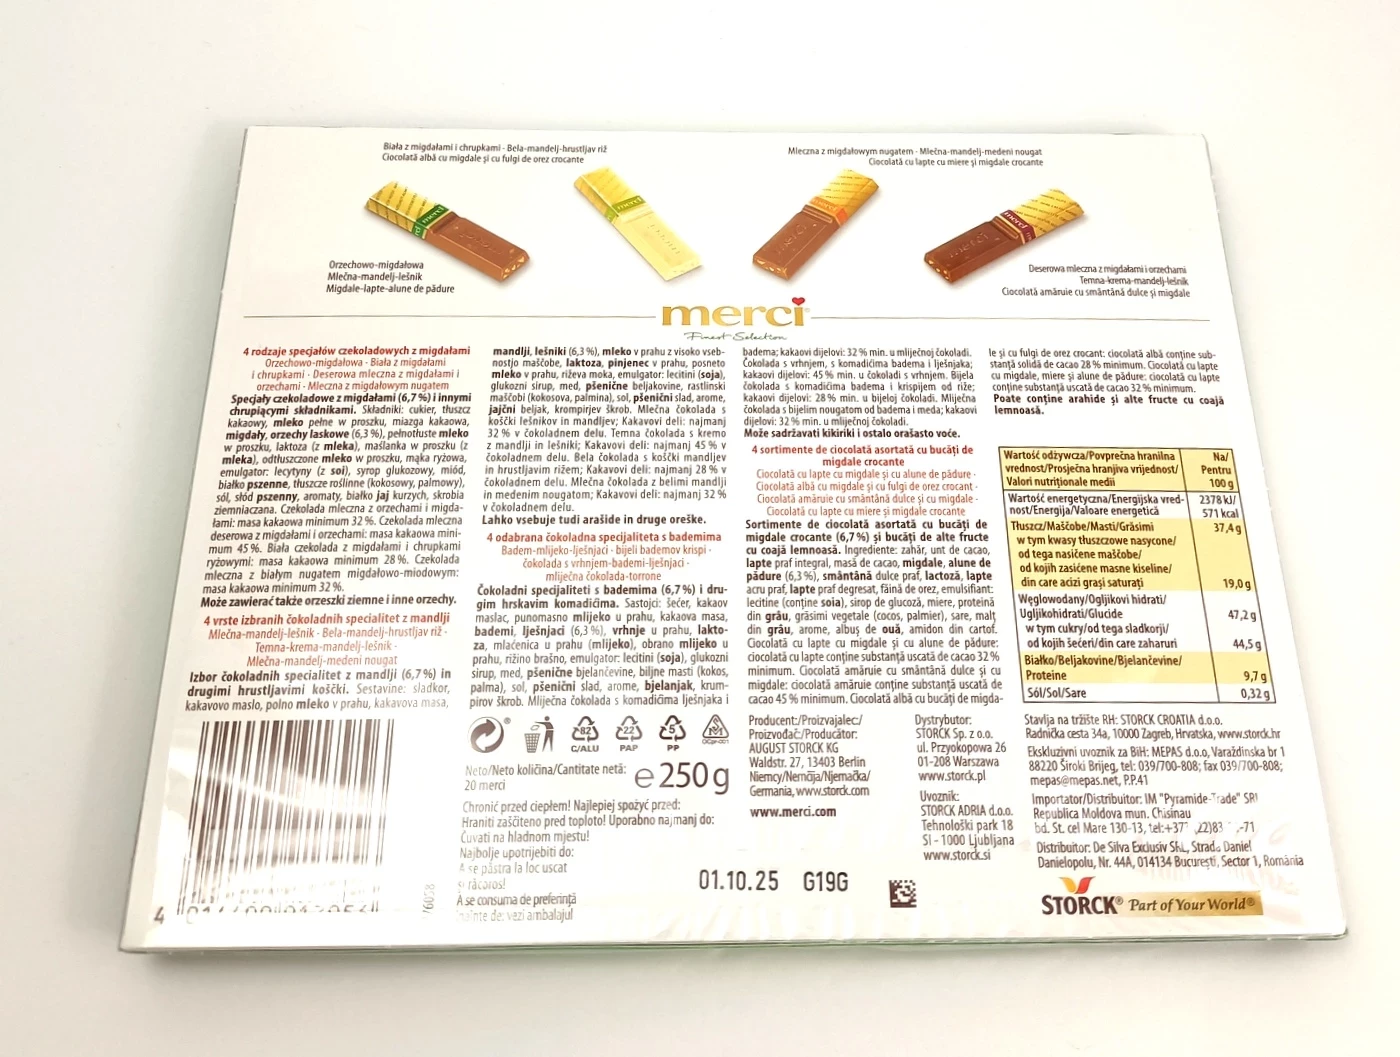 Biała z migdałami i chrupkami - Bela-mandelj-hrustljav riž
Ciocolată albă cu migdale și cu fulgi de orez crocante
Mleczna z migdałowym nugatem - Mlečna-mandelj-medeni nougat
Ciocolată cu lapte cu miere și migdale crocante
merci
merci
merci
merci
Orzechowo-migdałowa
Mlečna-mandelj-lešnik
Migdale-lapte-alune de pădure
Deserowa mleczna z migdałami i orzechami
Temna-krema-mandelj-lešnik
Ciocolată amăruie cu smântână dulce și migdale
merci
Finest Selection
4 rodzaje specjałów czekoladowych z migdałami
Orzechowo-migdałowa - Biała z migdałami
i chrupkami - Deserowa mleczna z migdałami i
orzechami - Mleczna z migdałowym nugatem
Specjały czekoladowe z migdałami (6,7%) i innymi
chrupiącymi składnikami. Składniki: cukier, tłuszcz
kakaowy, mleko pełne w proszku, miazga kakaowa,
migdały, orzechy laskowe (6,3%), pełnotłuste mleko
w proszku, laktoza (z mleka), maślanka w proszku (z
mleka), odtłuszczone mleko w proszku, mąka ryżowa,
emulgator: lecytyny (z soi), syrop glukozowy, miód,
białko pszenne, tłuszcze roślinne (kokosowy, palmowy),
sól, słód pszenny, aromaty, białko jaj kurzych, skrobia
ziemniaczana. Czekolada mleczna z orzechami i migda-
łami: masa kakaowa minimum 32%. Czekolada mleczna
deserowa z migdałami i orzechami: masa kakaowa mini-
mum 45%. Biała czekolada z migdałami i chrupkami
ryżowymi: masa kakaowa minimum 28%. Czekolada
mleczna z białym nugatem migdałowo-miodowym:
masa kakaowa minimum 32%.
Może zawierać także orzeszki ziemne i inne orzechy.
4 vrste izbranih čokoladnih specialitet z mandlji
Mlečna-mandelj-lešnik - Bela-mandelj-hrustljav riž -
Temna-krema-mandelj-lešnik -
Mlečna-mandelj-medeni nougat
Izbor čokoladnih specialitet z mandlji (6,7%) in
drugimi hrustljavimi koščki. Sestavine: sladkor,
kakavovo maslo, polno mleko v prahu, kakavova masa,
mandlji, lešniki (6,3%), mleko v prahu z visoko vseb-
nostjo maščobe, laktoza, pinjenec v prahu, posneto
mleko v prahu, riževa moka, emulgator: lecitini (soja),
glukozni sirup, med, pšenične beljakovine, rastlinski
maščobi (kokosova, palmina), sol, pšenični slad, arome,
jajčni beljak, krompirjev škrob. Mlečna čokolada s
koščki lešnikov in mandljev; Kakavovi deli: najmanj
32% v čokoladnem delu. Temna čokolada s kremo
z mandlji in lešniki; Kakavovi deli: najmanj 45% v
čokoladnem delu. Bela čokolada s koščki mandljev
in hrustljavim rižem; Kakavovi deli: najmanj 28% v
čokoladnem delu. Mlečna čokolada z belimi mandlji
in medenim nougatom; Kakavovi deli: najmanj 32%
v čokoladnem delu.
Lahko vsebuje tudi arašide in druge oreške.
4 odabrana čokoladna specijaliteta s bademima
Badem-mlijeko-lješnjaci - bijeli bademov krispi -
čokolada s vrhnjem-bademi-lješnjaci -
mliječna čokolada-torrone
Čokoladni specijaliteti s bademima (6,7%) i dru-
gim hrskavim komadićima. Sastojci: šećer, kakaov
maslac, punomasno mlijeko u prahu, kakaova masa,
bademi, lješnjaci (6,3%), vrhnje u prahu, lakto-
za, mlaćenica u prahu (mlijeko), obrano mlijeko u
prahu, rižino brašno, emulgator: lecitini (soja), glukozni
sirup, med, pšenične bjelančevine, biljne masti (kokos,
palma), sol, pšenični slad, arome, bjelanjak, krum-
pirov škrob. Mliječna čokolada s komadićima lješnjaka i
badema; kakaovi dijelovi: 32% min. u mliječnoj čokoladi.
Čokolada s vrhnjem, s komadićima badema i lješnjaka;
kakaovi dijelovi: 45% min. u čokoladi s vrhnjem. Bijela
čokolada s komadićima badema i krispijem od riže;
kakaovi dijelovi: 28% min. u bijeloj čokoladi. Mliječna
čokolada s bijelim nougatom od badema i meda; kakaovi
dijelovi: 32% min. u mliječnoj čokoladi.
Može sadržavati kikiriki i ostalo orašasto voće.
4 sortimente de ciocolată asortată cu bucăți de
migdale crocante
Ciocolată cu lapte cu migdale și cu alune de pădure -
Ciocolată albă cu migdale și cu fulgi de orez crocant -
Ciocolată amăruie cu smântână dulce și migdale -
Ciocolată cu lapte cu miere și migdale crocante
Sortimente de ciocolată asortată cu bucăți de
migdale crocante (6,7%) și bucăți de alte fructe
cu coajă lemnoasă. Ingrediente: zahăr, unt de cacao,
lapte praf integral, masă de cacao, migdale, alune de
pădure (6,3%), smântână dulce praf, lactoză, lapte
acru praf, lapte praf degresat, făină de orez, emulsifiant:
lecitine (conține soia), sirop de glucoză, miere, proteină
din grâu, grăsimi vegetale (cocos, palmier), sare, malț
din grâu, arome, albuș de ouă, amidon din cartof.
Ciocolată cu lapte cu migdale și cu alune de pădure:
ciocolată cu lapte conține substanță uscată de cacao 32%
minimum. Ciocolată amăruie cu smântână dulce și cu
migdale: ciocolată amăruie conține substanță uscată de
cacao 45% minimum. Ciocolată albă cu bucăți de migda-
le și cu fulgi de orez crocant: ciocolată albă conține sub-
stanță solidă de cacao 28% minimum. Ciocolată cu lapte
cu migdale, miere și alune de pădure: ciocolată cu lapte
conține substanță uscată de cacao 32% minimum.
Poate conține arahide și alte fructe cu coajă
lemnoasă.
Wartość odżywcza/Povprečna hranilna
vrednost/Prosječna hranjiva vrijednost/
Valori nutriționale medii
Na/
Pentru
100 g
Wartość energetyczna/Energijska vred-
nost/Energija/Valoare energetică
2378 kJ/
571 kcal
Tłuszcz/Maščobe/Masti/Grăsimi 37,4 g
w tym kwasy tłuszczowe nasycone/
od tega nasičene maščobe/
od kojih zasićene masne kiseline/
din care acizi grași saturați 19,0 g
Węglowodany/Ogljikovi hidrati/
Ugljikohidrati/Glucide 47,2 g
w tym cukry/od tega sladkorji/
od kojih šećeri/din care zaharuri 44,5 g
Białko/Beljakovine/Bjelančevine/
Proteine 9,7 g
Sól/Sol/Sare 0,32 g
82
C/ALU
22
PAP
5
PP
Neto/Neto količina/Cantitate netă:
20 merci
e 250 g
Chronić przed ciepłem! Najlepiej spożyć przed:
Hraniti zaščiteno pred toploto! Uporabno najmanj do:
Čuvati na hladnom mjestu!
Najbolje upotrijebiti do:
A se păstra la loc uscat
și răcoros!
A se consuma de preferință
înainte de: vezi ambalajul
76058
4
Producent:/Proizvajalec:/
Proizvođač:/Producător:
AUGUST STORCK KG
Waldstr. 27, 13403 Berlin
Niemcy/Nemčija/Njemačka/
Germania, www.storck.com
www.merci.com
Dystrybutor:
STORCK Sp. z o.o.
ul. Przyokopowa 26
01-208 Warszawa
www.storck.pl
Uvoznik:
STORCK ADRIA d.o.o.
Tehnološki park 18
SI - 1000 Ljubljana
www.storck.si
Stavlja na tržište RH: STORCK CROATIA d.o.o.
Radnička cesta 34a, 10000 Zagreb, Hrvatska, www.storck.hr
Ekskluzivni uvoznik za BiH: MEPAS d.o.o, Varaždinska br 1
88220 Široki Brijeg, tel: 039/700-808; fax 039/700-808;
mepas@mepas.net, P.P.41
Importator/Distribuitor: IM "Pyramide-Trade" SRL
Republica Moldova mun. Chisinau
bd. St. cel Mare 130-13, tel:+37 22)83 -71
Distribuitor: De Silva Exclusiv SRL, Strada Daniel
Danielopolu, Nr. 44A, 014134 București, Sector 1, România
01.10.25 G19G
STORCK® Part of Your World®